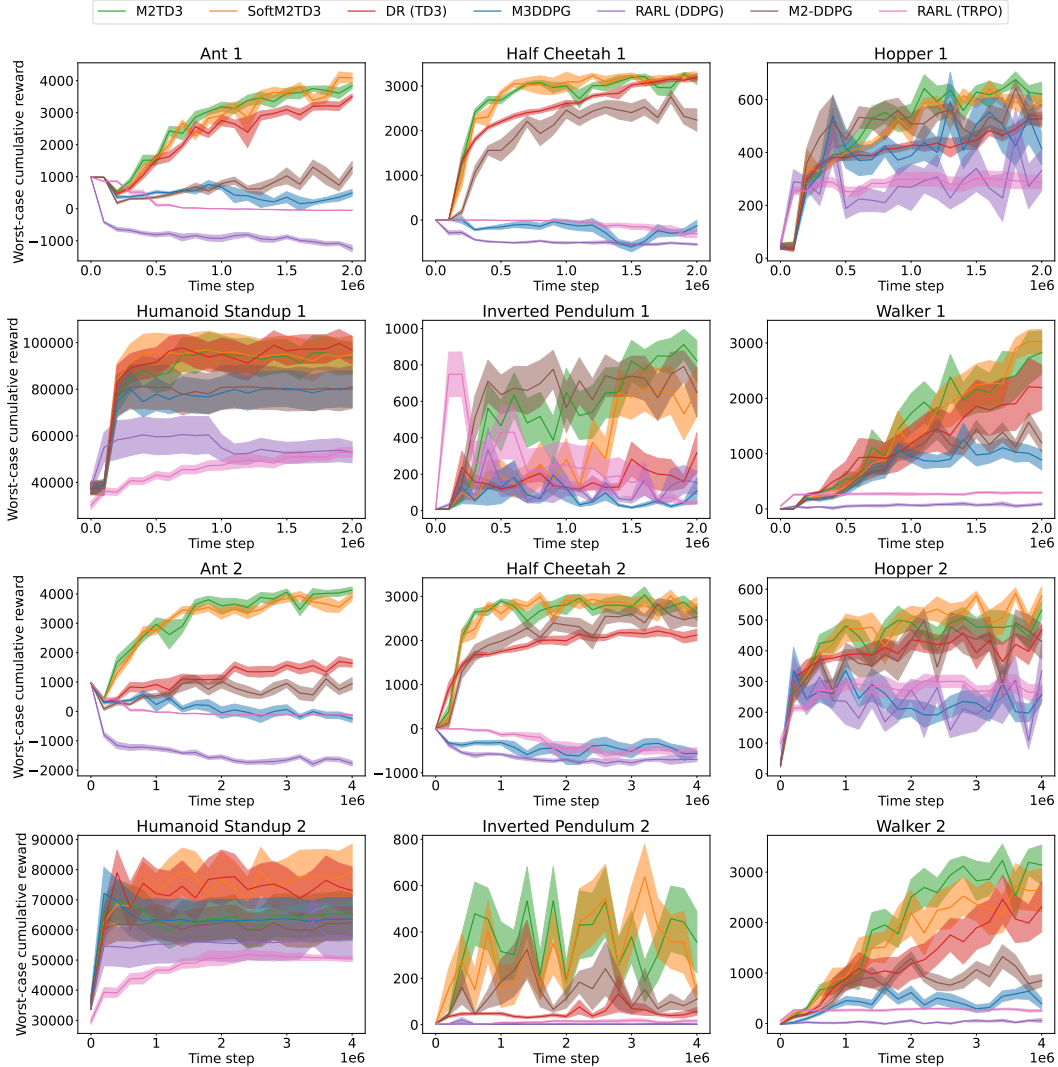 M2TD3 SoftM2TD3 DR (TD3) M3DDPG RARL (DDPG) M2-DDPG RARL (TRPO)
Ant 1 Half Cheetah 1 Hopper 1
Worst-case cumulative reward
4000 3000 2000 1000 0 −1000
3000 2000 1000 0
600 400 200 0
0.0 0.5 1.0 1.5 2.0 0.0 0.5 1.0 1.5 2.0 0.0 0.5 1.0 1.5 2.0
Time step 1e6 Time step 1e6 Time step 1e6
Humanoid Standup 1 Inverted Pendulum 1 Walker 1
Worst-case cumulative reward
100000 80000 60000 40000
1000 800 600 400 200 0
3000 2000 1000 0
0.0 0.5 1.0 1.5 2.0 0.0 0.5 1.0 1.5 2.0 0.0 0.5 1.0 1.5 2.0
Time step 1e6 Time step 1e6 Time step 1e6
Ant 2 Half Cheetah 2 Hopper 2
Worst-case cumulative reward
4000 3000 2000 1000 0 −1000 −2000
3000 2000 1000 0 −1000
600 500 400 300 200 100 0
0 1 2 3 4 0 1 2 3 4 0 1 2 3 4
Time step 1e6 Time step 1e6 Time step 1e6
Humanoid Standup 2 Inverted Pendulum 2 Walker 2
Worst-case cumulative reward
90000 80000 70000 60000 50000 40000 30000
800 600 400 200 0
3000 2000 1000 0
0 1 2 3 4 0 1 2 3 4 0 1 2 3 4
Time step 1e6 Time step 1e6 Time step 1e6